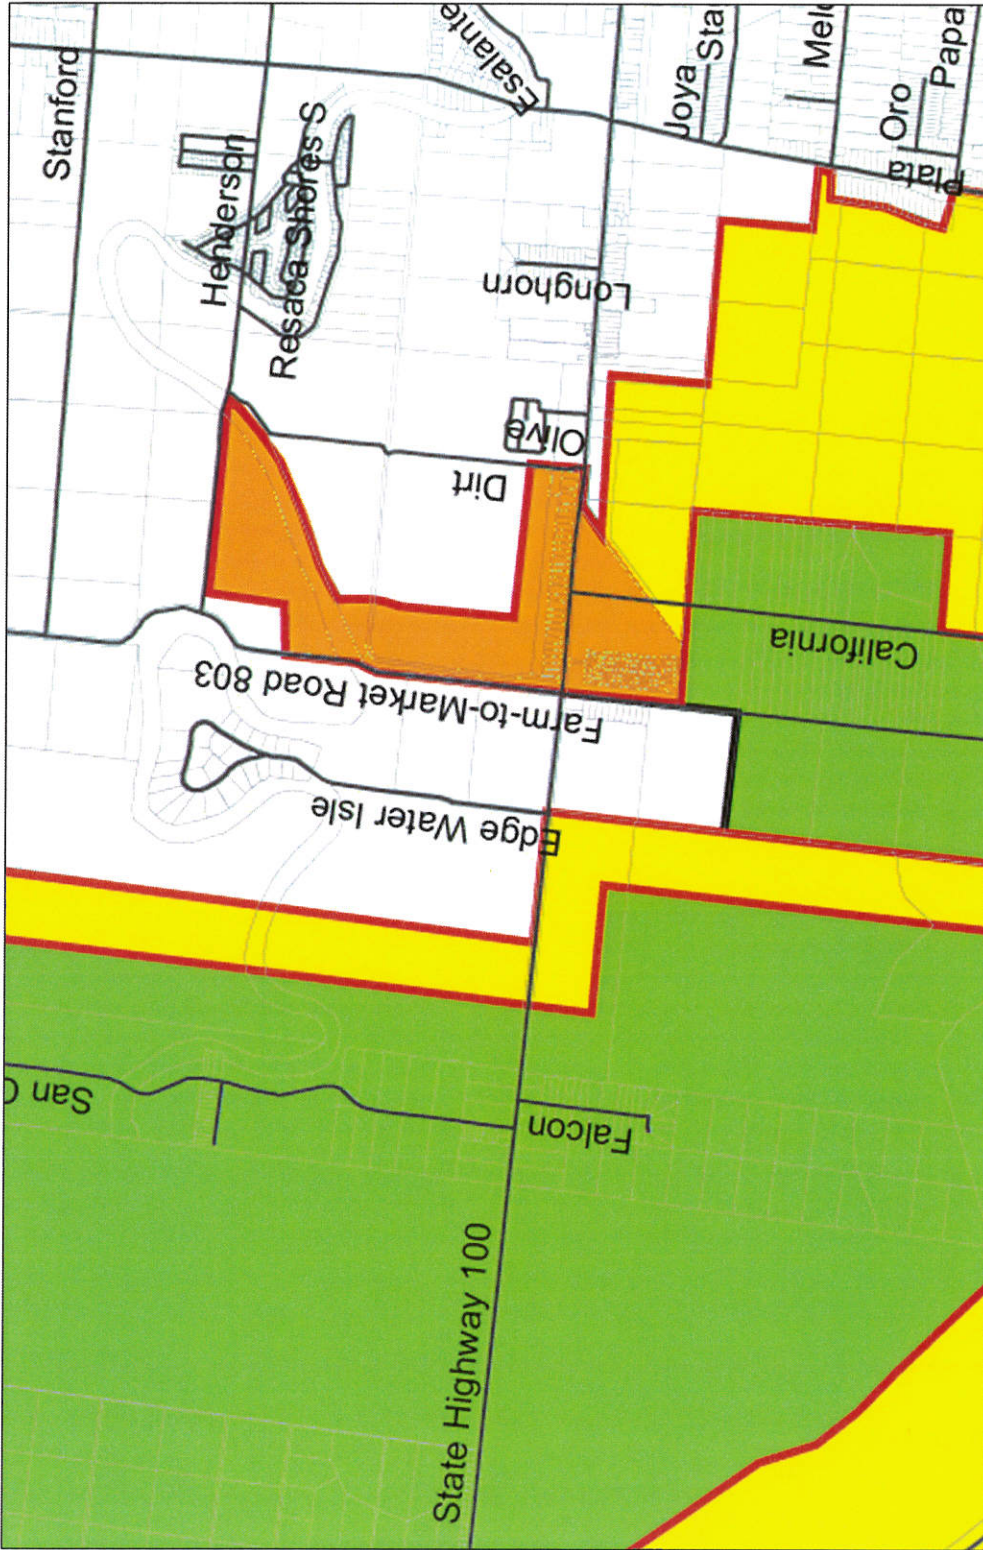 Stanford
Henderson
Resaca Shores S
Esalante
Joya
Sta
Mel
Oro
Papa
Plata
Longhorn
Olive
Dirt
California
Farm-to-Market Road 803
Edge Water Isle
San
Falcon
State Highway 100